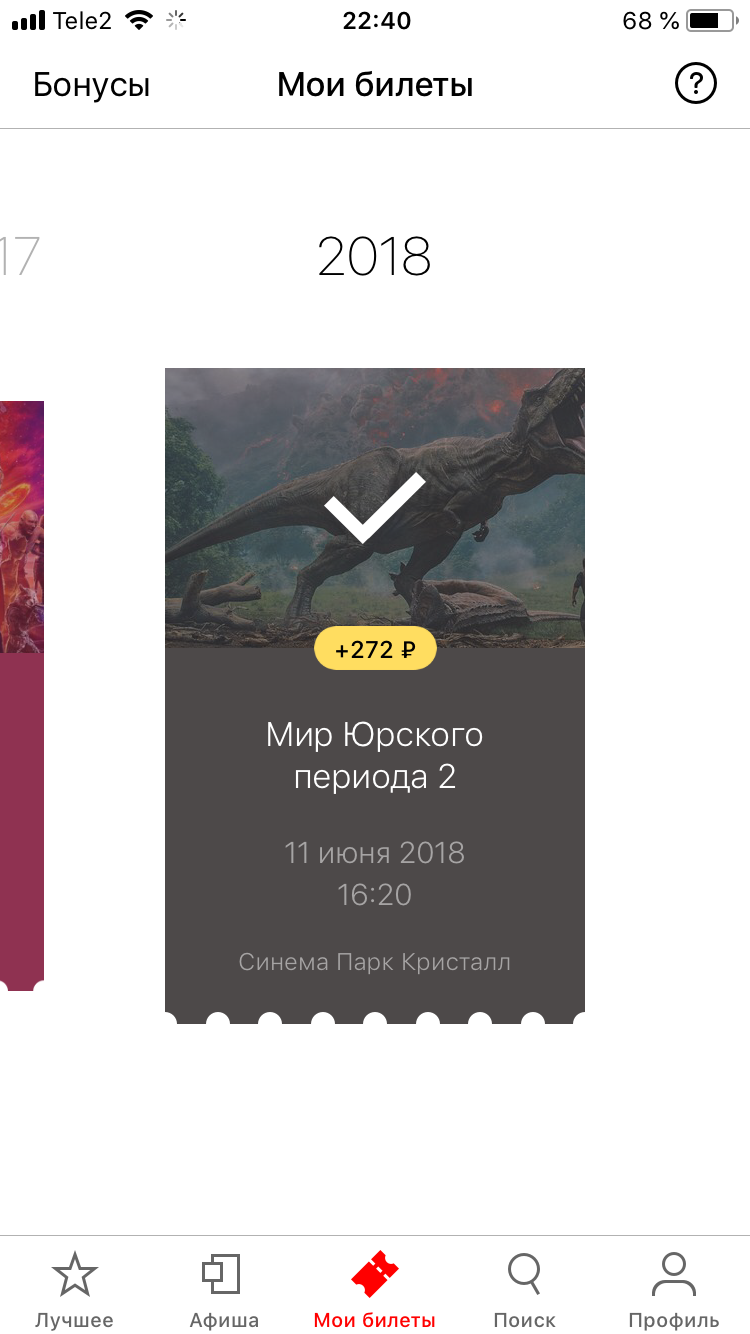 Tele2 22:40 68 %
Бонусы Мои билеты ?
17 2018
+272 ₽
Мир Юрского
периода 2
11 июня 2018
16:20
Синема Парк Кристалл
Лучшее Афиша Мои билеты Поиск Профиль